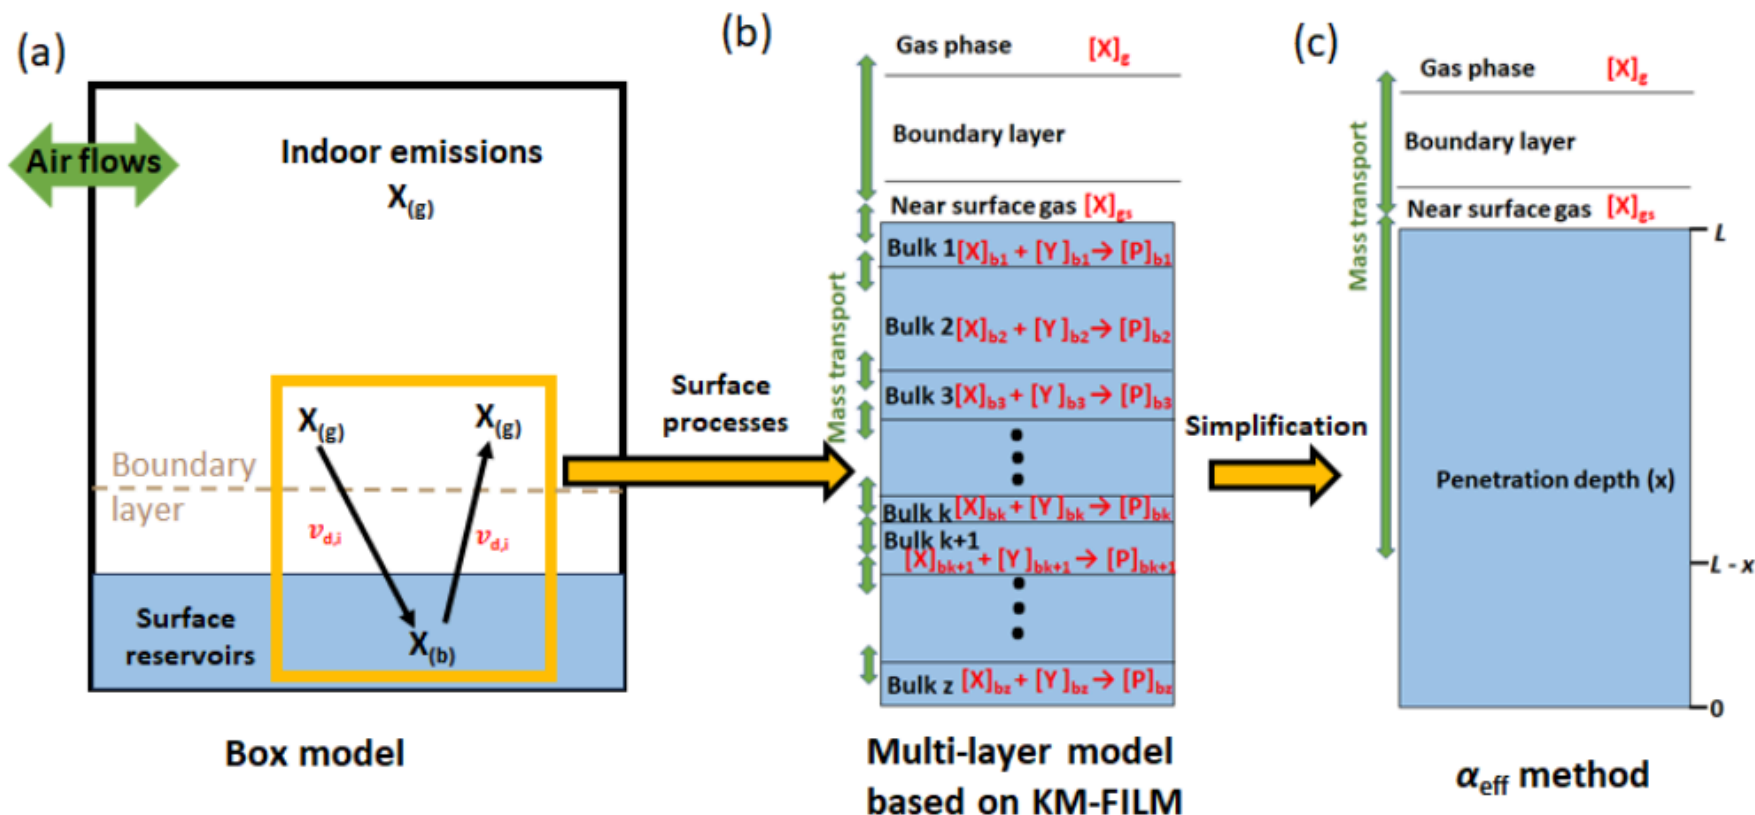 (a)
Air flows
Indoor emissions
X(g)
X(g)
X(g)
Boundary
layer
v d,i
v d,i
Surface
reservoirs
X(b)
Box model
Surface
processes
(b)
Gas phase [X]g
Boundary layer
Near surface gas [X]gs
Mass transport
Bulk 1 [X]b1 + [Y]b1 → [P]b1
Bulk 2 [X]b2 + [Y]b2 → [P]b2
Bulk 3 [X]b3 + [Y]b3 → [P]b3
Bulk k [X]bk + [Y]bk → [P]bk
Bulk k+1
[X]bk+1 + [Y]bk+1 → [P]bk+1
Bulk z [X]bz + [Y]bz → [P]bz
Multi-layer model
based on KM-FILM
Simplification
(c)
Gas phase [X]g
Boundary layer
Near surface gas [X]gs
Mass transport
L
Penetration depth (x)
L - x
0
αeff method